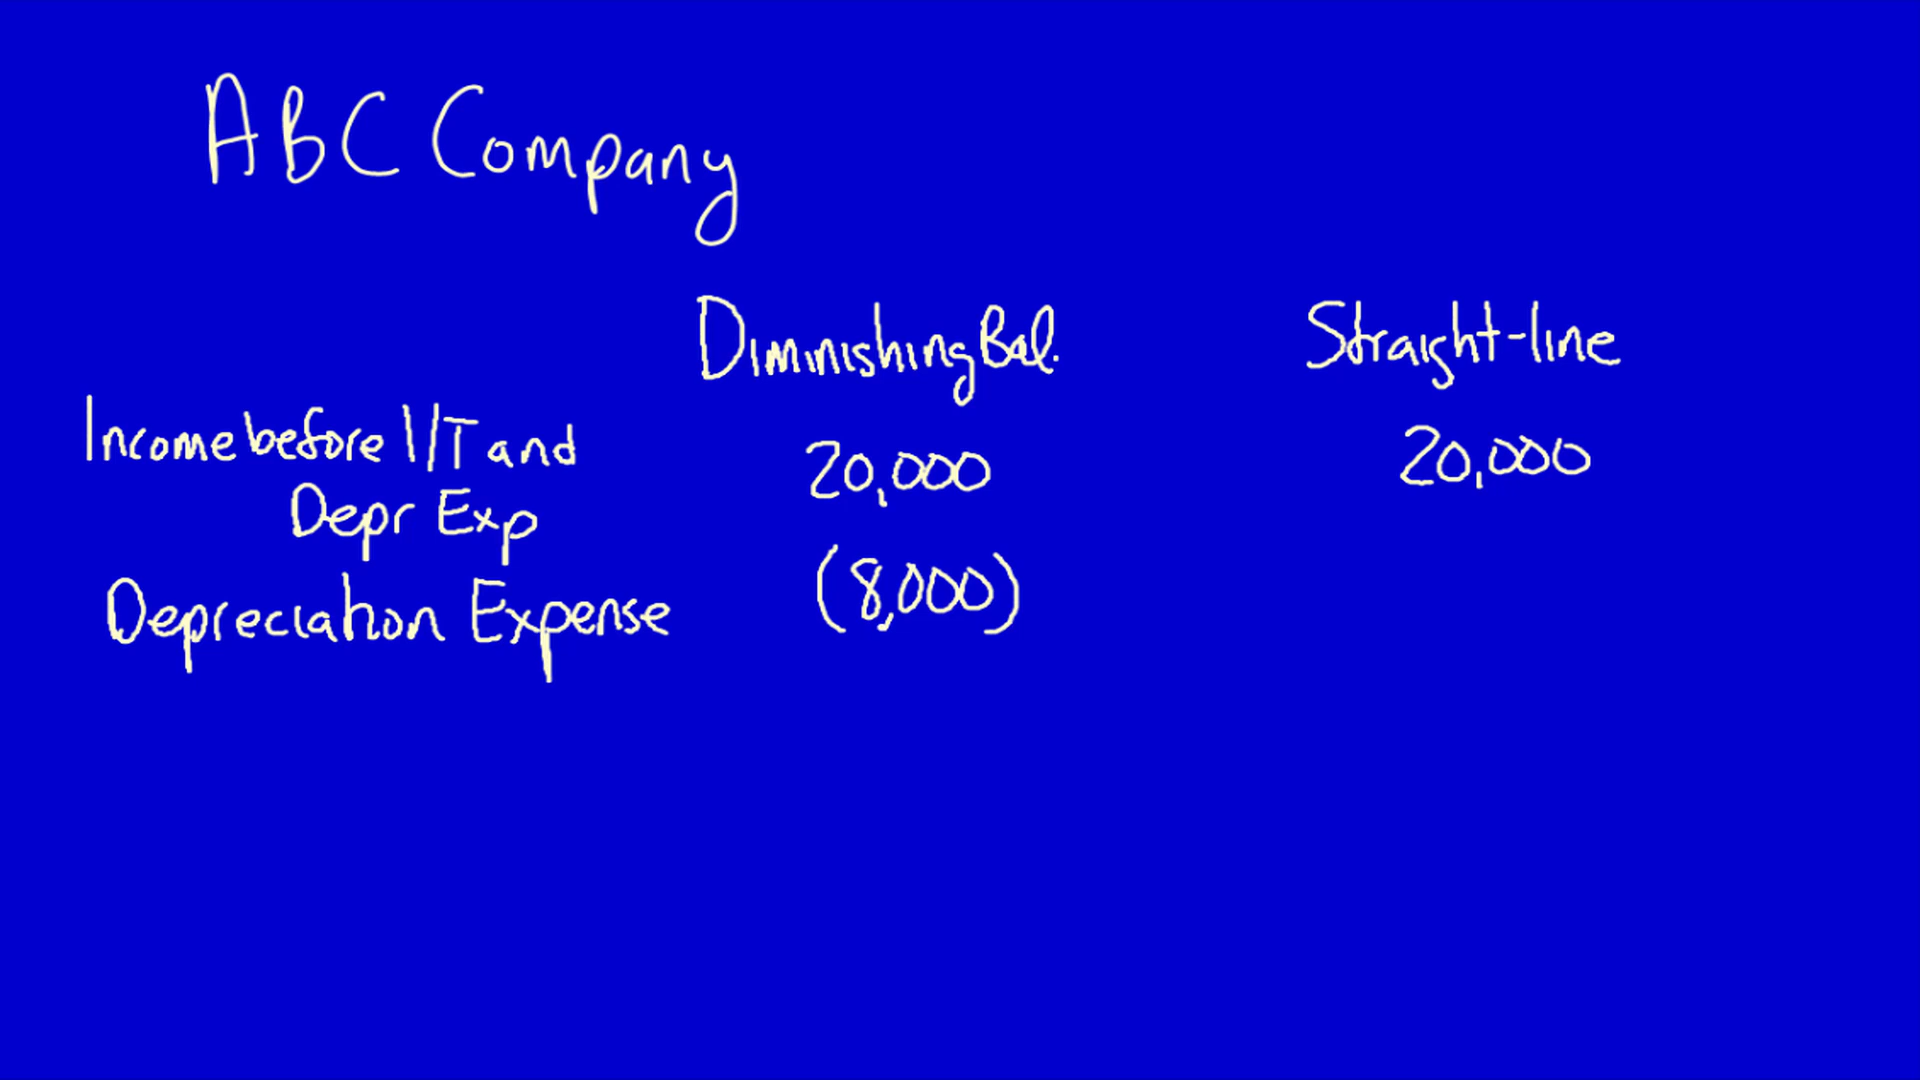 ABC Company
Diminishing Bal. Straight-line
Income before I/T and 20,000 20,000
Depr Exp
Depreciation Expense (8,000)